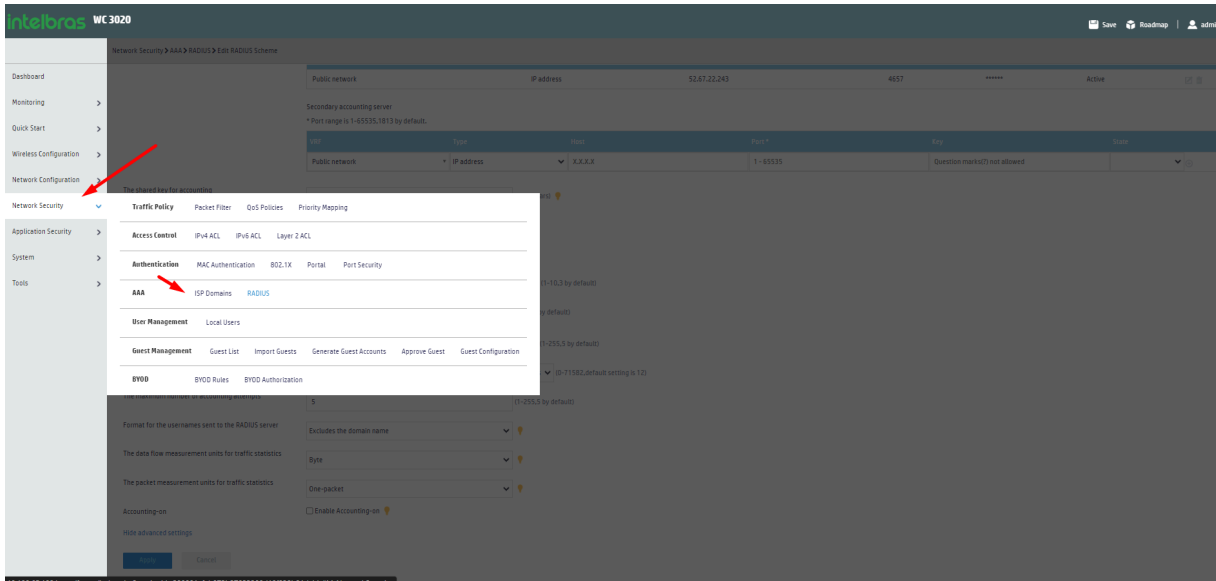 intelbras WC 3020
Save Roadmap | admi
Network Security > AAA > RADIUS > Edit RADIUS Scheme
Dashboard
Monitoring
Quick Start
Wireless Configuration
Network Configuration
Network Security
Application Security
System
Tools
Public network IP address 52.67.22.243 4657 ****** Active
Secondary accounting server
* Port range is 1-65535,1813 by default.
VRF Type Host Port * Key State
Public network IP address X.X.X.X 1 - 65535 Question marks(?) not allowed
The shared key for accounting
Traffic Policy Packet Filter QoS Policies Priority Mapping
Access Control IPv4 ACL IPv6 ACL Layer 2 ACL
Authentication MAC Authentication 802.1X Portal Port Security
(1-10,3 by default)
AAA ISP Domains RADIUS
by default)
User Management Local Users
(1-255,5 by default)
Guest Management Guest List Import Guests Generate Guest Accounts Approve Guest Guest Configuration
(0-71582,default setting is 12)
BYOD BYOD Rules BYOD Authorization
The maximum number of accounting attempts 5 (1-255,5 by default)
Format for the usernames sent to the RADIUS server Excludes the domain name
The data flow measurement units for traffic statistics Byte
The packet measurement units for traffic statistics One-packet
Accounting-on Enable Accounting-on
Hide advanced settings
Apply Cancel